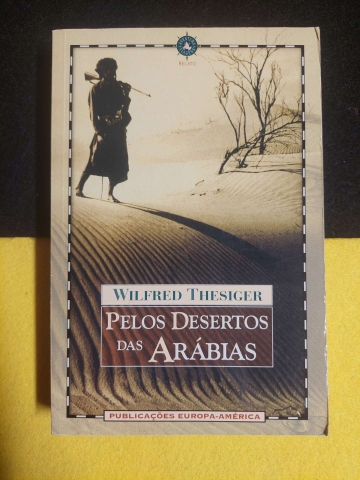 WILFRED THESIGER
PELOS DESERTOS
DAS ARÁBIAS
PUBLICAÇÕES EUROPA-AMÉRICA